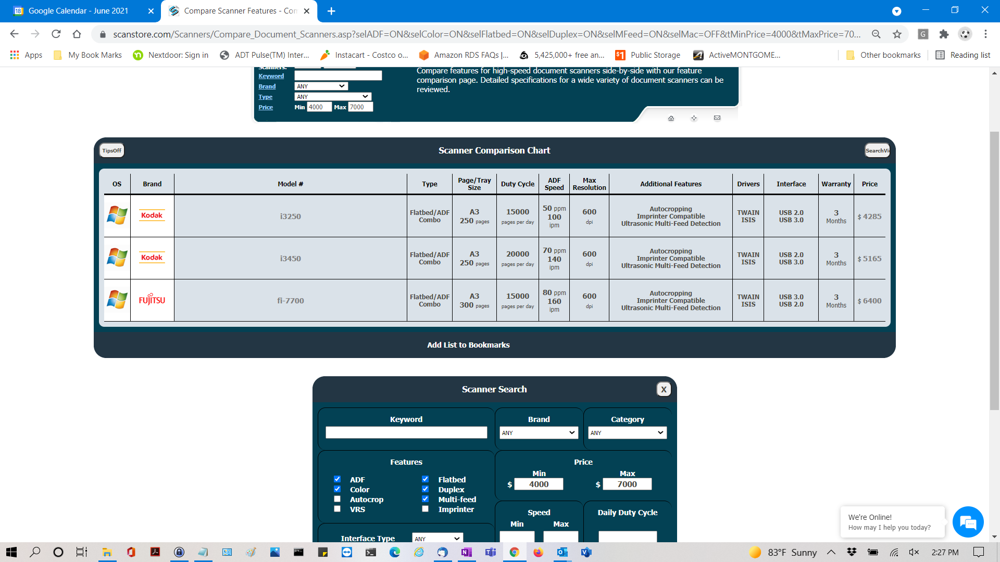 Google Calendar - June 2021
Compare Scanner Features - Con
scanstore.com/Scanners/Compare_Document_Scanners.asp?selADF=ON&selColor=ON&selFlatbed=ON&selDuplex=ON&selMFeed=ON&selMac=OFF&tMinPrice=4000&tMaxPrice=70...
Apps My Book Marks Nextdoor: Sign in ADT Pulse(TM) Inter... Instacart - Costco o... Amazon RDS FAQs |... 5,425,000+ free an... Public Storage ActiveMONTGOME... Other bookmarks Reading list
Scanners:
Keyword
Brand ANY
Type ANY
Price Min 4000 Max 7000
Compare features for high-speed document scanners side-by-side with our feature
comparison page. Detailed specifications for a wide variety of document scanners can be
reviewed.
TipsOff
Scanner Comparison Chart
SearchVi
OS Brand Model # Type Page/Tray Size Duty Cycle ADF Speed Max Resolution Additional Features Drivers Interface Warranty Price
Kodak i3250 Flatbed/ADF Combo A3 250 pages 15000 pages per day 50 ppm 100 ipm 600 dpi Autocropping Imprinter Compatible Ultrasonic Multi-Feed Detection TWAIN ISIS USB 2.0 USB 3.0 3 Months $ 4285
Kodak i3450 Flatbed/ADF Combo A3 250 pages 20000 pages per day 70 ppm 140 ipm 600 dpi Autocropping Imprinter Compatible Ultrasonic Multi-Feed Detection TWAIN ISIS USB 2.0 USB 3.0 3 Months $ 5165
FUJITSU fi-7700 Flatbed/ADF Combo A3 300 pages 15000 pages per day 80 ppm 160 ipm 600 dpi Autocropping Imprinter Compatible Ultrasonic Multi-Feed Detection TWAIN ISIS USB 3.0 USB 2.0 3 Months $ 6400
Add List to Bookmarks
Scanner Search
X
Keyword
Brand
ANY
Category
ANY
Features
ADF Flatbed
Color Duplex
Autocrop Multi-feed
VRS Imprinter
Price
Min Max
$ 4000 $ 7000
Speed
Min Max
Daily Duty Cycle
Interface Type ANY
We're Online!
How may I help you today?
83°F Sunny
2:27 PM